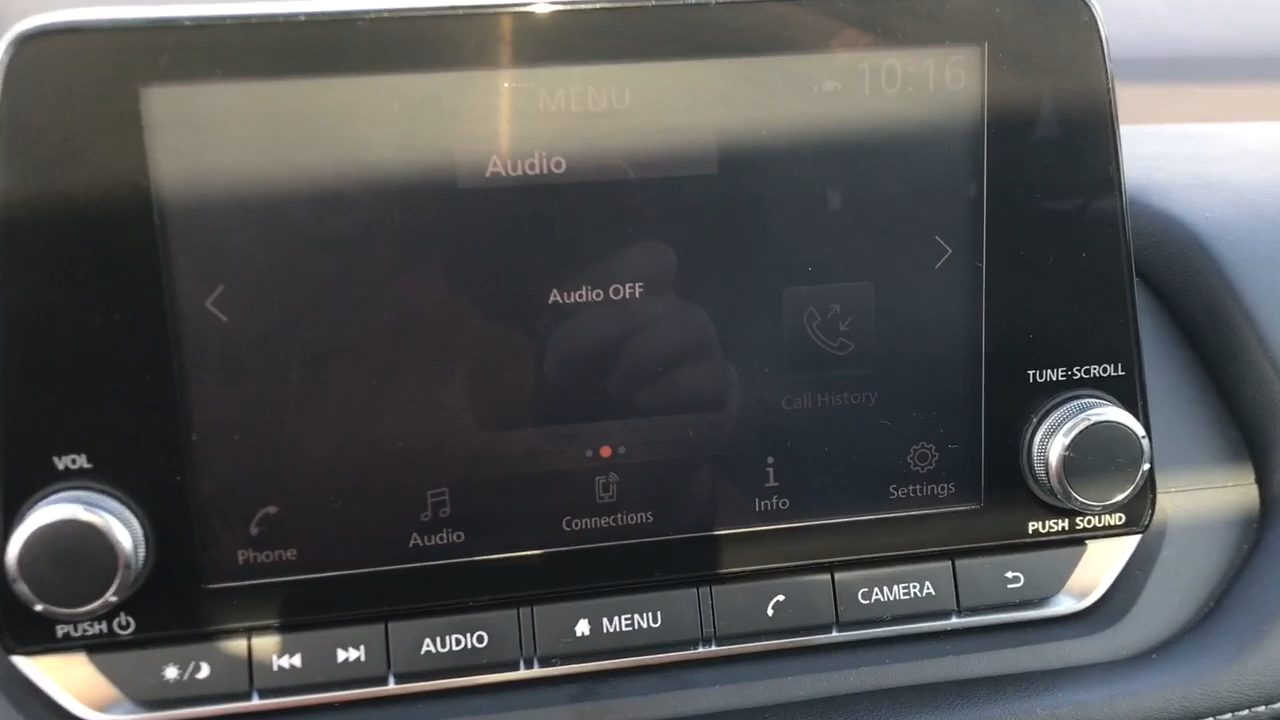 MENU
10:16
Audio
Audio OFF
Call History
Phone
Audio
Connections
Info
Settings
VOL
PUSH
TUNE·SCROLL
PUSH SOUND
AUDIO
MENU
CAMERA